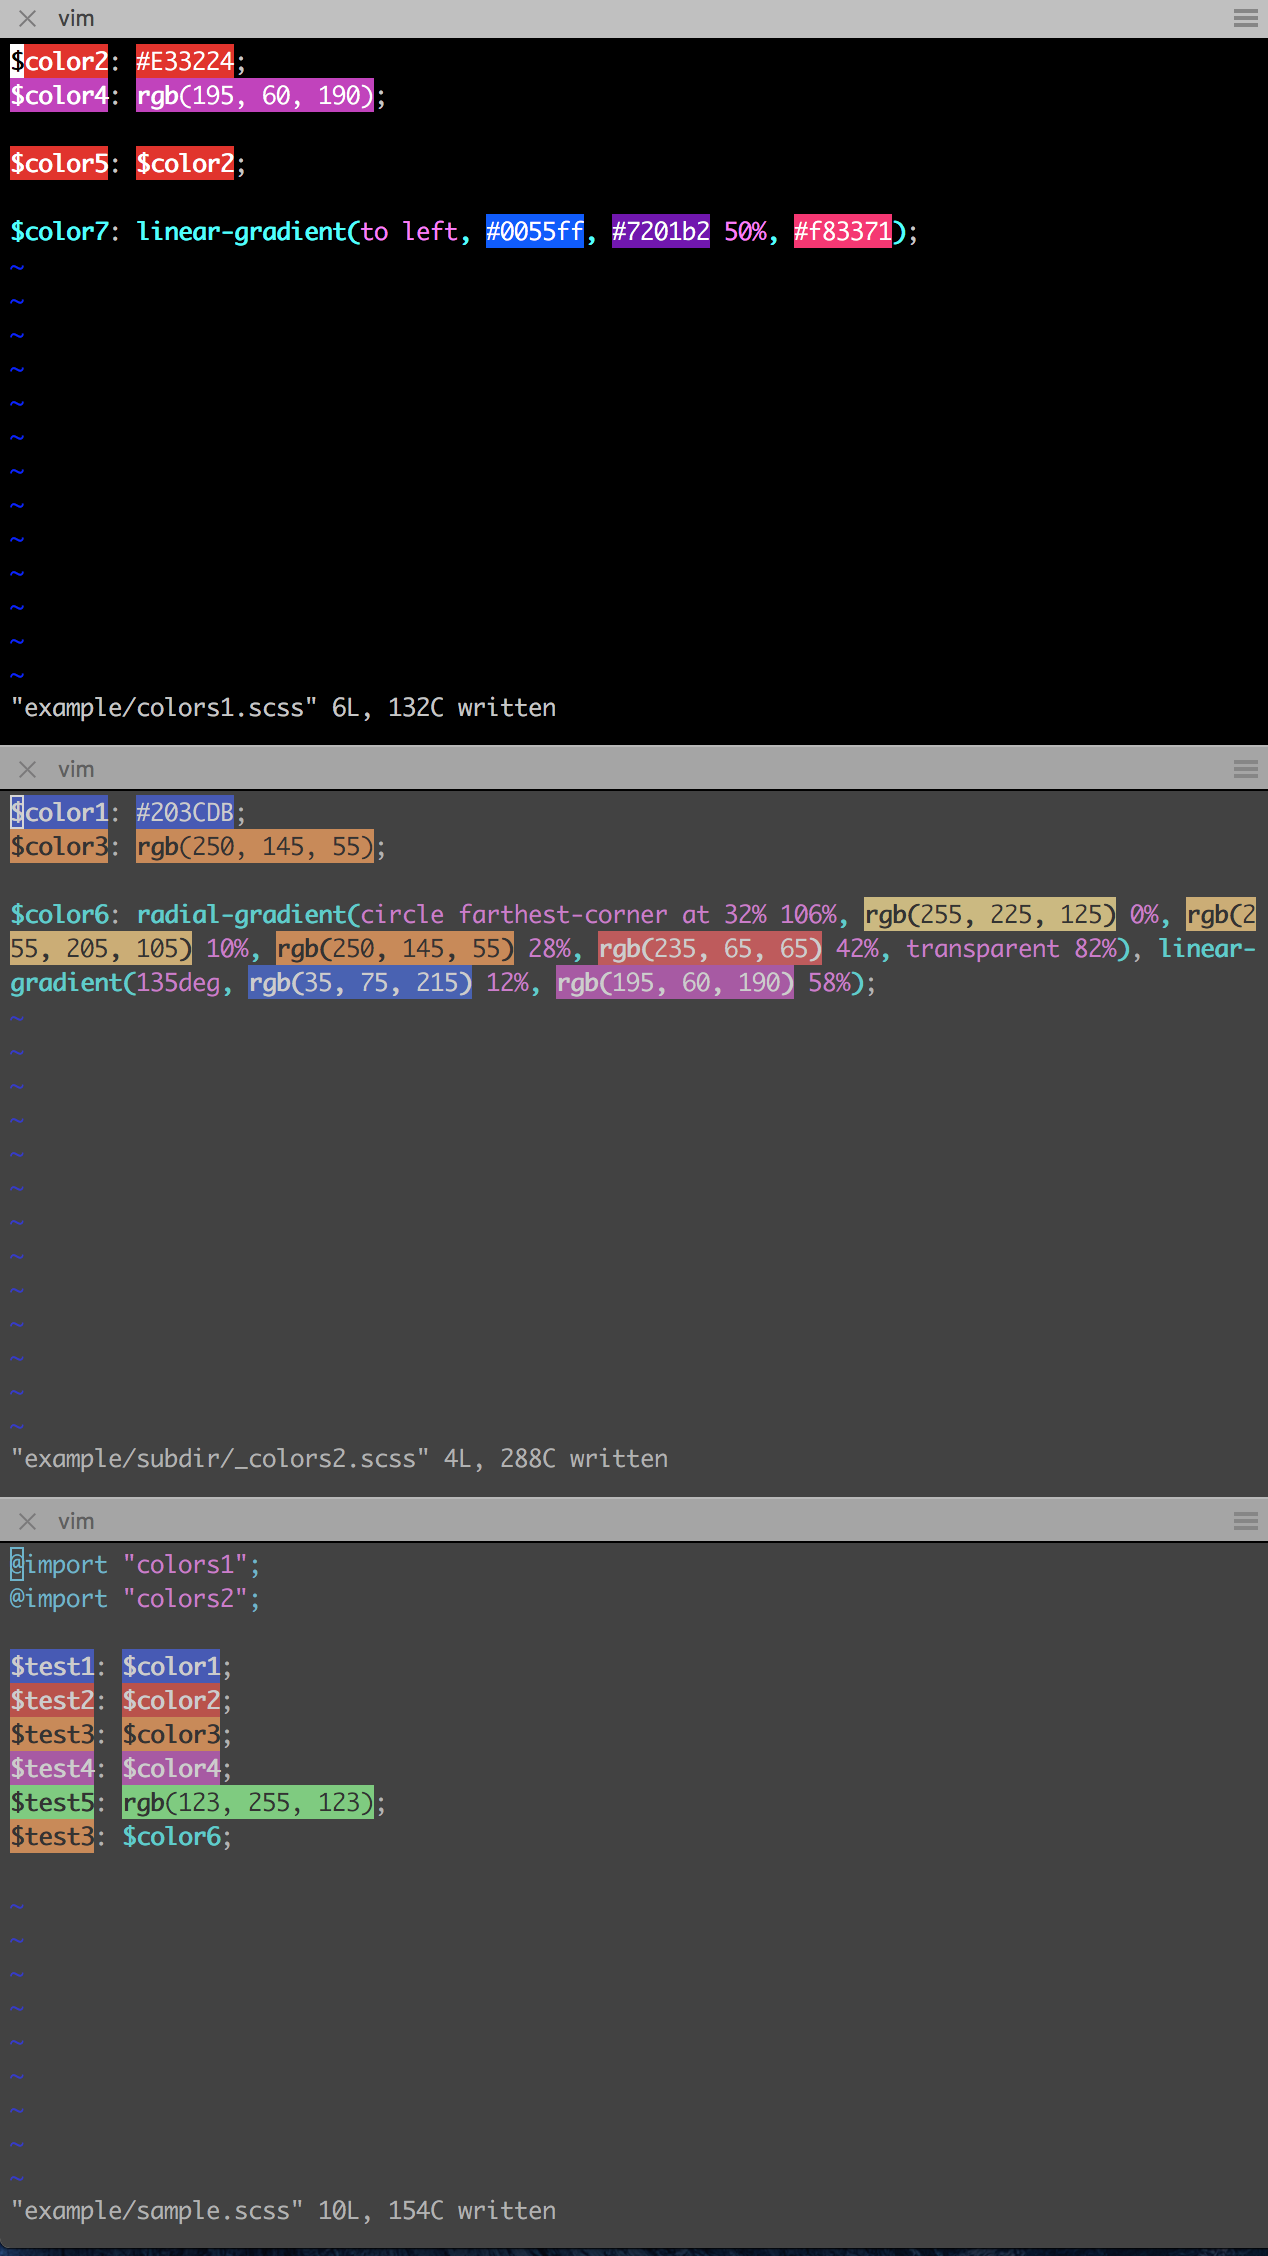 vim
$color2: #E33224;
$color4: rgb(195, 60, 190);
$color5: $color2;
$color7: linear-gradient(to left, #0055ff, #7201b2 50%, #f83371);
~
~
~
~
~
~
~
~
~
~
~
~
~
"example/colors1.scss" 6L, 132C written
vim
$color1: #203CDB;
$color3: rgb(250, 145, 55);
$color6: radial-gradient(circle farthest-corner at 32% 106%, rgb(255, 225, 125) 0%, rgb(2
55, 205, 105) 10%, rgb(250, 145, 55) 28%, rgb(235, 65, 65) 42%, transparent 82%), linear-
gradient(135deg, rgb(35, 75, 215) 12%, rgb(195, 60, 190) 58%);
~
~
~
~
~
~
~
~
~
~
~
~
~
"example/subdir/_colors2.scss" 4L, 288C written
vim
@import "colors1";
@import "colors2";
$test1: $color1;
$test2: $color2;
$test3: $color3;
$test4: $color4;
$test5: rgb(123, 255, 123);
$test3: $color6;
~
~
~
~
~
~
~
~
~
"example/sample.scss" 10L, 154C written